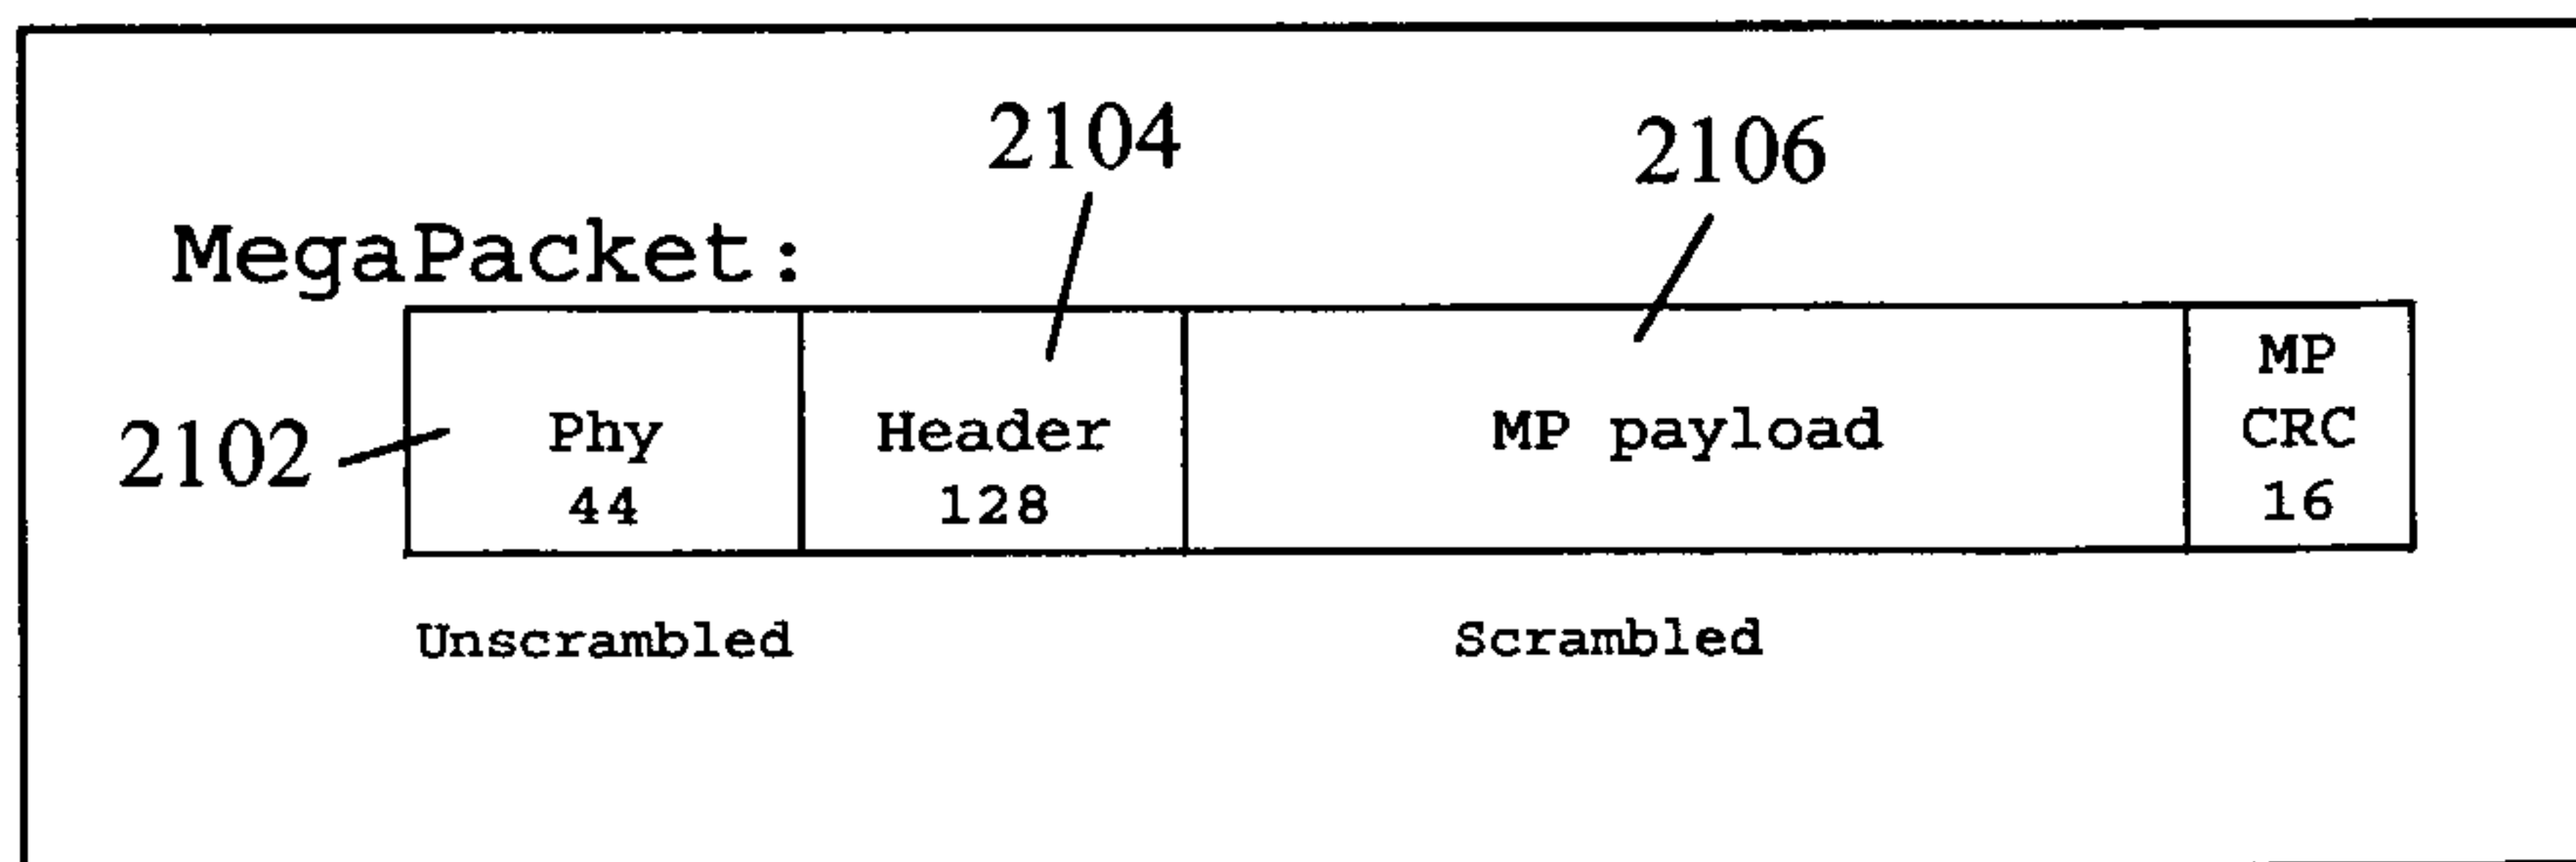 2104
2106
MegaPacket:
2102
Phy
44
Header
128
MP payload
MP
CRC
16
Unscrambled
Scrambled